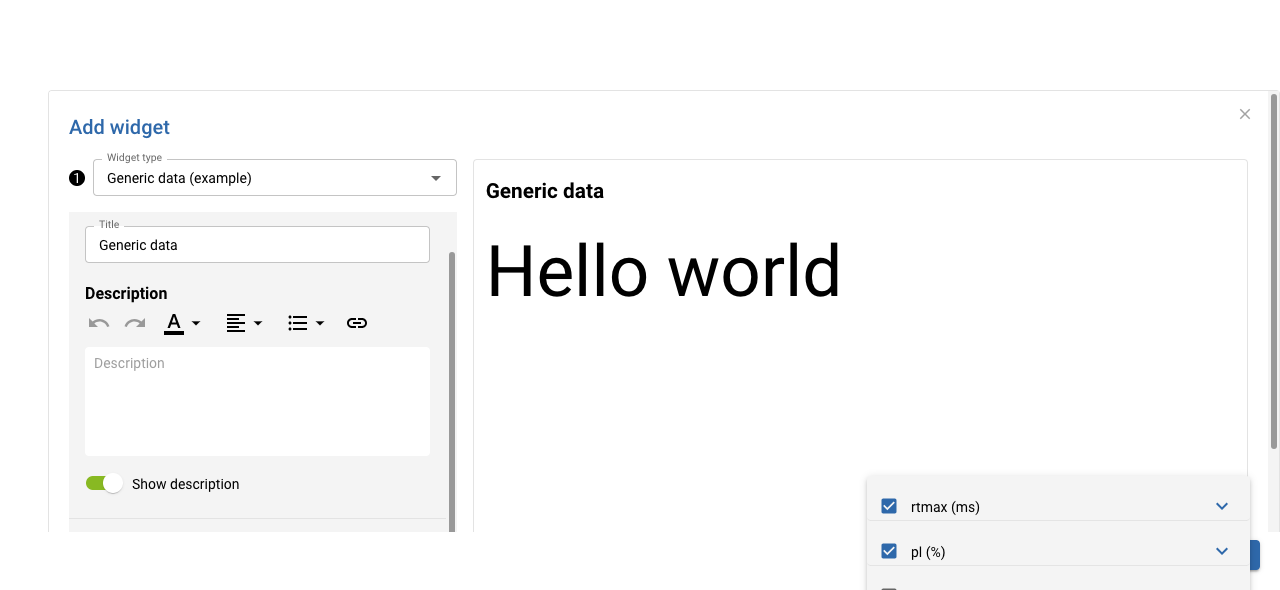 Add widget
Widget type
1
Generic data (example)
Title
Generic data
Description
A
Description
Show description
Generic data
Hello world
rtmax (ms)
pl (%)